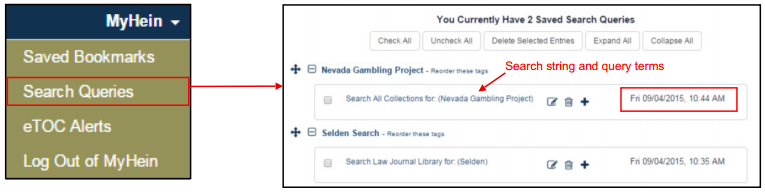 MyHein
Saved Bookmarks
Search Queries
eTOC Alerts
Log Out of MyHein
You Currently Have 2 Saved Search Queries
Check All Uncheck All Delete Selected Entries Expand All Collapse All
Search string and query terms
Nevada Gambling Project - Reorder these tags
Search All Collections for: (Nevada Gambling Project) Fri 09/04/2015, 10:44 AM
Selden Search - Reorder these tags
Search Law Journal Library for: (Selden) Fri 09/04/2015, 10:35 AM